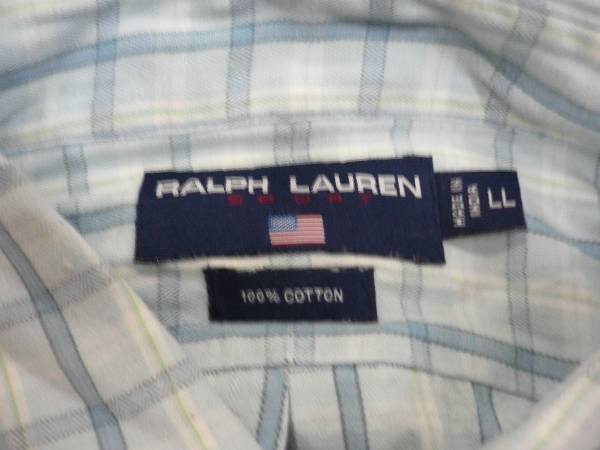 RALPH LAUREN
SPORT
MADE IN
INDIA
LL
100% COTTON